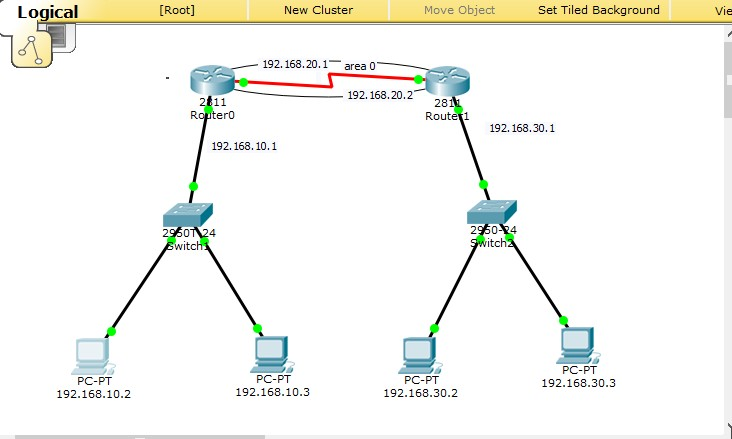 Logical
[Root]
New Cluster
Move Object
Set Tiled Background
Vie
192.168.20.1
area 0
192.168.20.2
2811
Router0
2811
Router1
192.168.10.1
192.168.30.1
2950T-24
Switch1
2950-24
Switch2
PC-PT
192.168.10.2
PC-PT
192.168.10.3
PC-PT
192.168.30.2
PC-PT
192.168.30.3